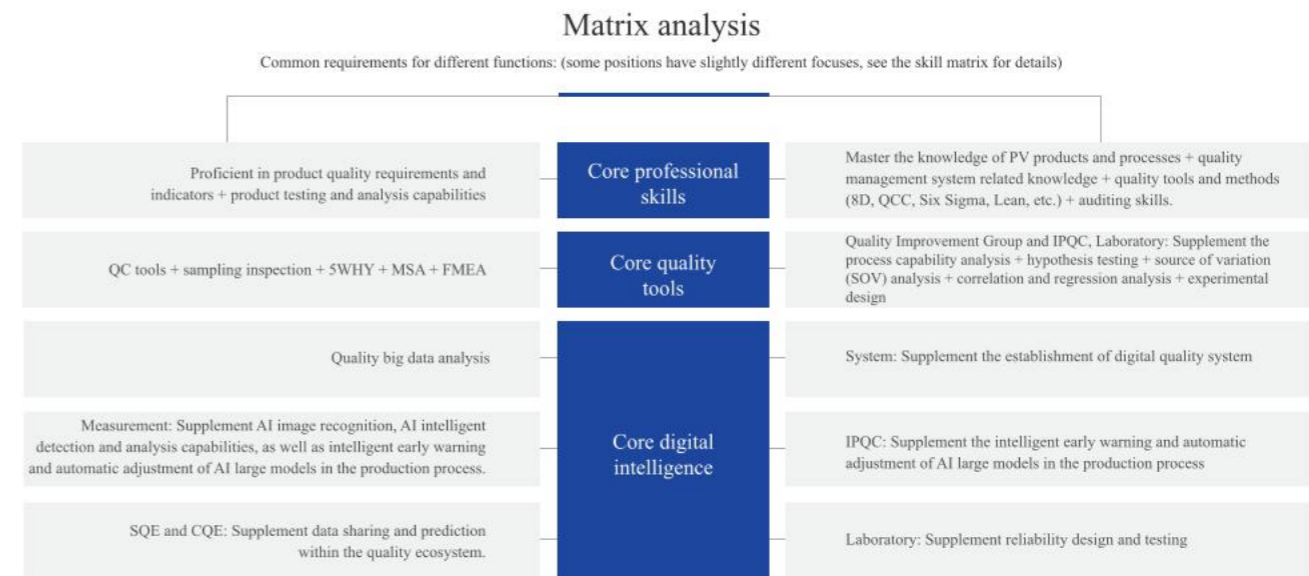 Matrix analysis
Common requirements for different functions: (some positions have slightly different focuses, see the skill matrix for details)
Proficient in product quality requirements and
indicators + product testing and analysis capabilities
Core professional
skills
Master the knowledge of PV products and processes + quality
management system related knowledge + quality tools and methods
(8D, QCC, Six Sigma, Lean, etc.) + auditing skills.
QC tools + sampling inspection + 5WHY + MSA + FMEA
Core quality
tools
Quality Improvement Group and IPQC, Laboratory: Supplement the
process capability analysis + hypothesis testing + source of variation
(SOV) analysis + correlation and regression analysis + experimental
design
Quality big data analysis
Core digital
intelligence
System: Supplement the establishment of digital quality system
Measurement: Supplement AI image recognition, AI intelligent
detection and analysis capabilities, as well as intelligent early warning
and automatic adjustment of AI large models in the production process.
IPQC: Supplement the intelligent early warning and automatic
adjustment of AI large models in the production process
SQE and CQE: Supplement data sharing and prediction
within the quality ecosystem.
Laboratory: Supplement reliability design and testing